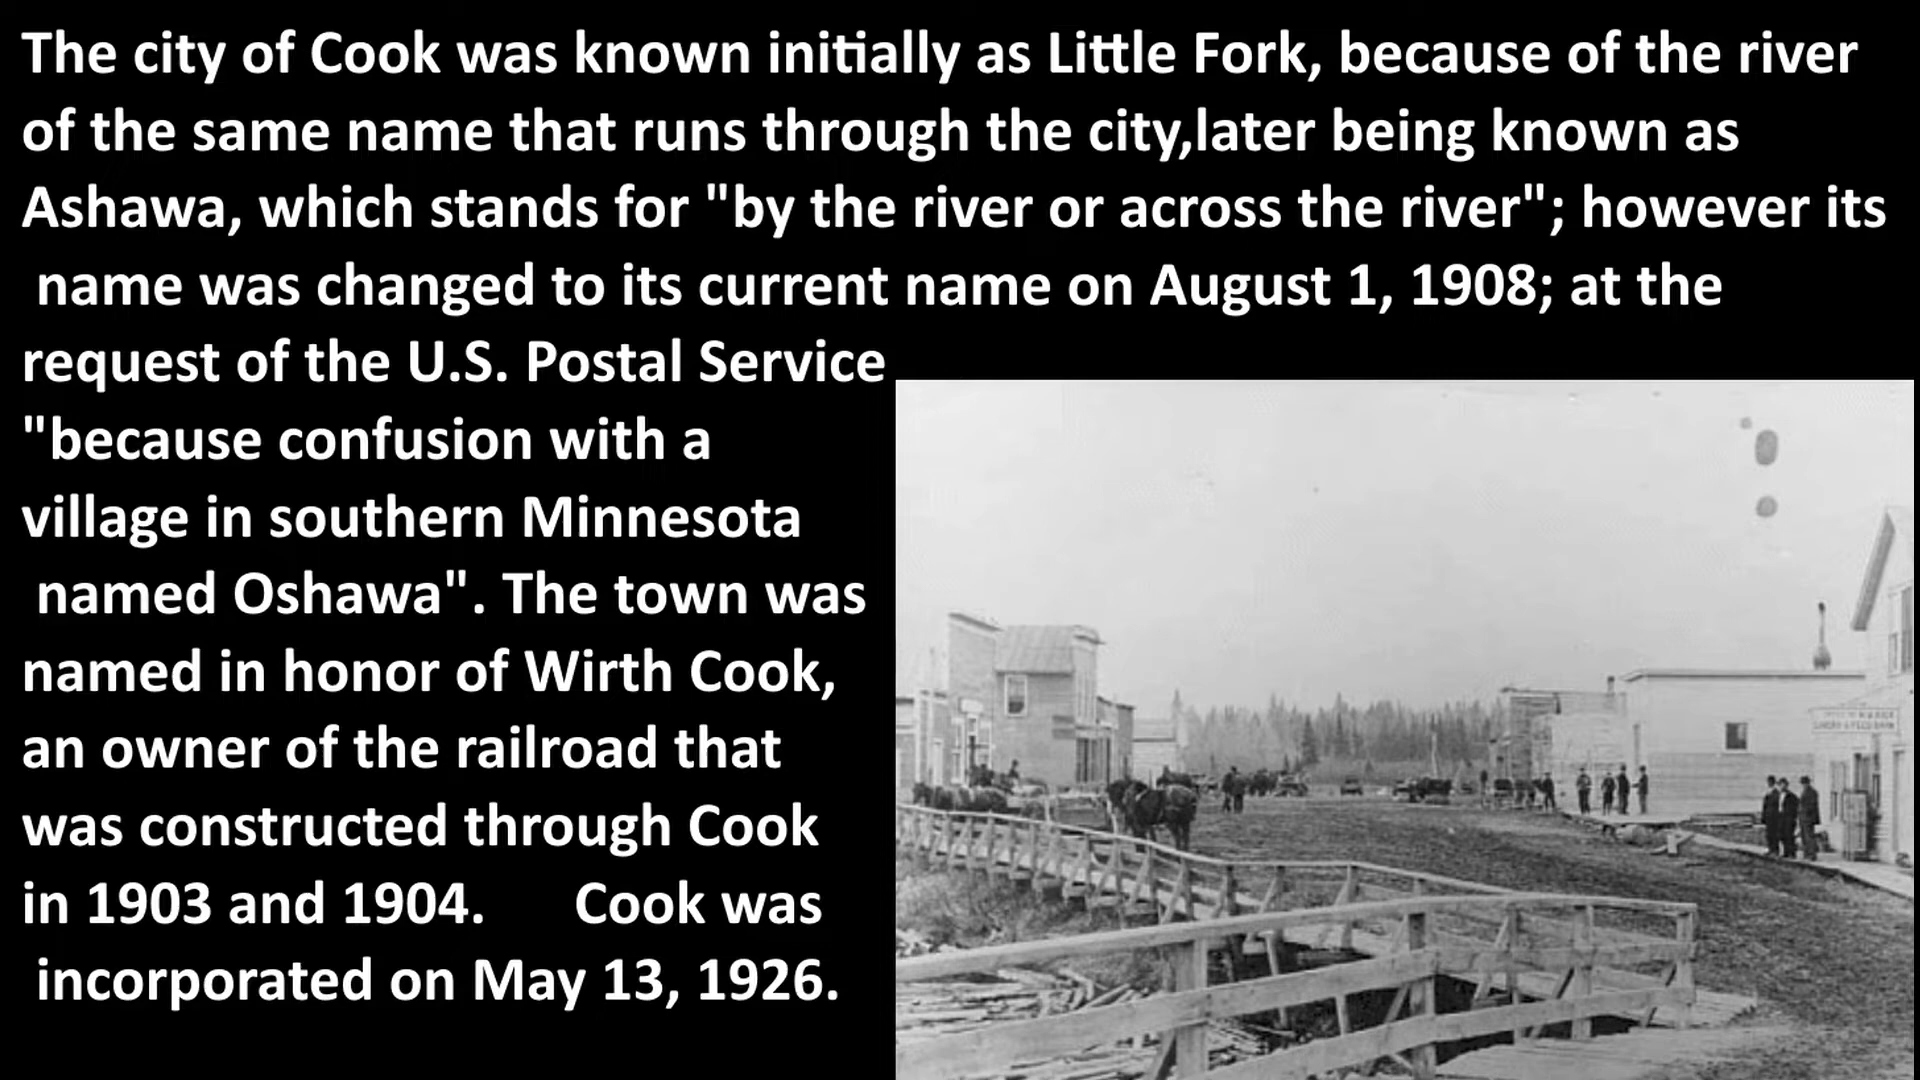 The city of Cook was known initially as Little Fork, because of the river
of the same name that runs through the city,later being known as
Ashawa, which stands for "by the river or across the river"; however its
name was changed to its current name on August 1, 1908; at the
request of the U.S. Postal Service
"because confusion with a
village in southern Minnesota
named Oshawa". The town was
named in honor of Wirth Cook,
an owner of the railroad that
was constructed through Cook
in 1903 and 1904. Cook was
incorporated on May 13, 1926.